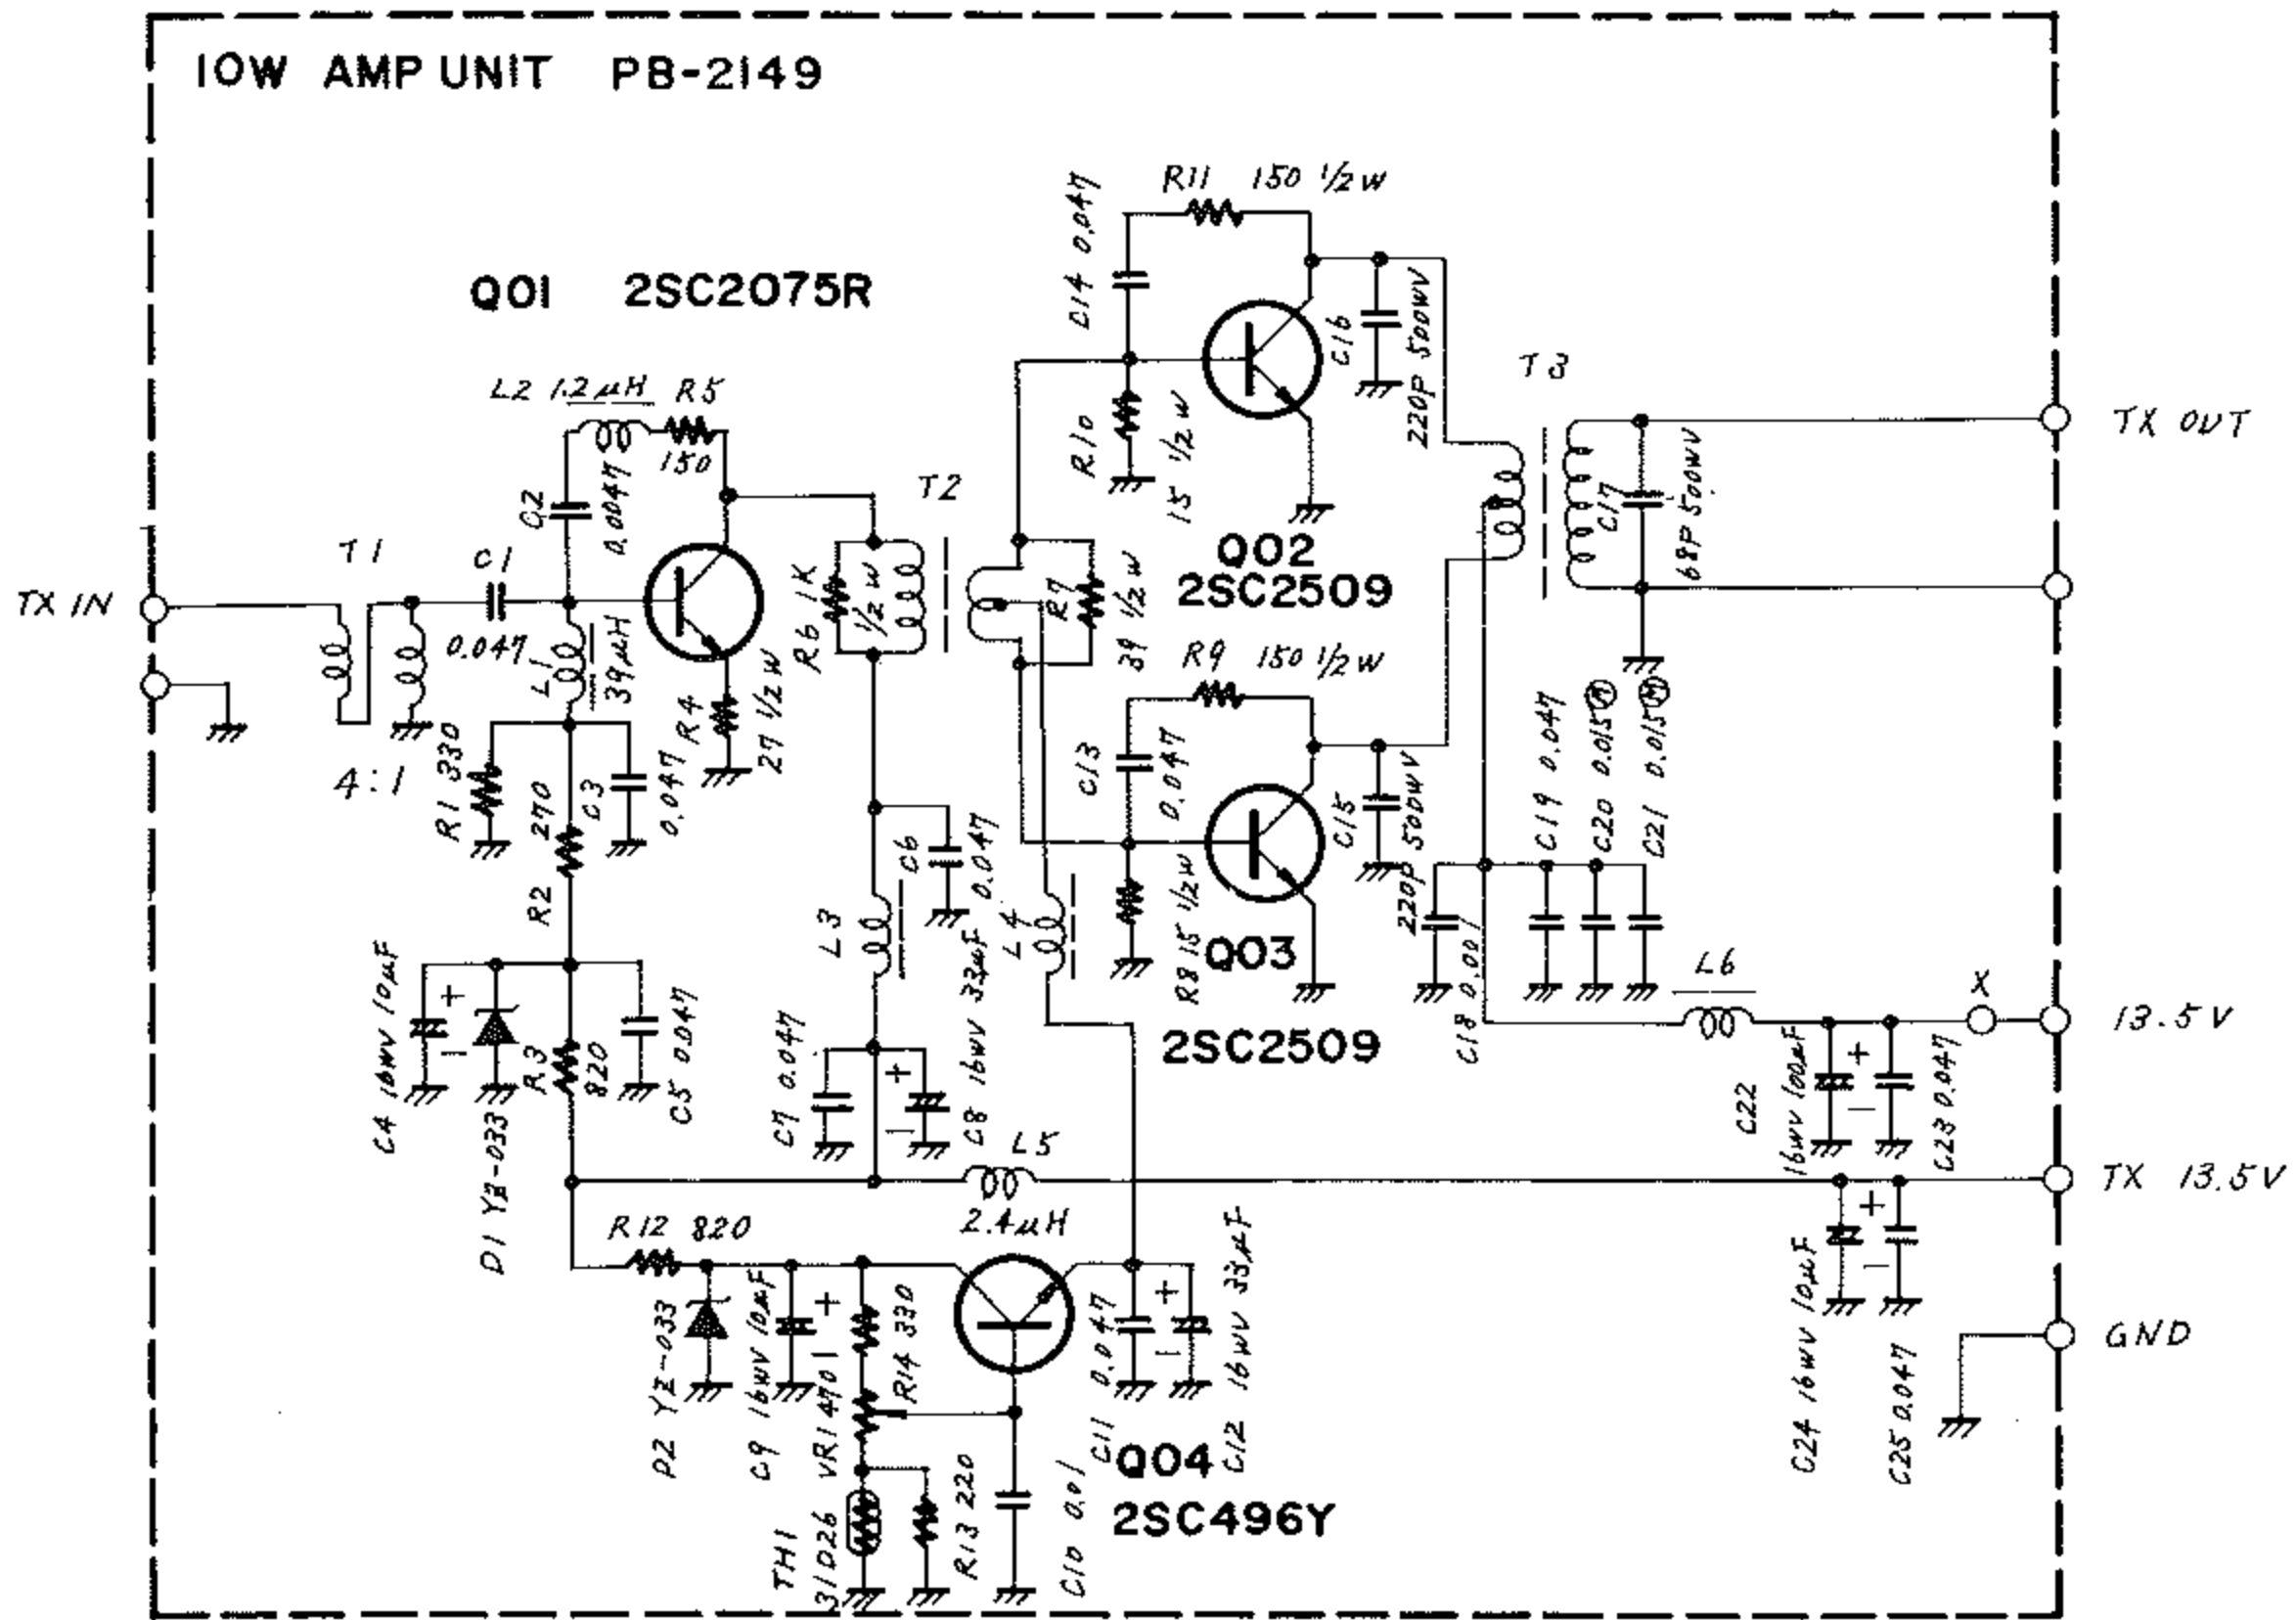 10W AMP UNIT PB-2149
R11 150 1/2W
C14 0.047
Q01 2SC2075R
C16
220P 500WV
T3
L2 1.2μH R5
150
TX OUT
R10
15 1/2W
T2
C2
0.0047
Q02
2SC2509
C17
68P 500WV
T1
C1
0.047
TX IN
R6 1K
1/2W
R7
39 1/2W
L1
39μH
R4
27 1/2W
R9 150 1/2W
4:1
R1 330
270
R2
C3
0.047
C13
0.047
C15
220P 500WV
C19 0.047
C20 0.015 Ⓜ
C21 0.015 Ⓜ
C6
0.047
L3
L4
R8 15 1/2W
Q03
2SC2509
C18 0.001
L6
X
13.5V
C4 16WV 10μF
+
−
D1 YZ-033
R3
820
C5 0.047
C7 0.047
+
−
C8 16WV 33μF
C22
16WV 100μF
+
−
C23 0.047
L5
2.4μH
TX 13.5V
R12 820
D2 YZ-033
C9 16WV 10μF
+
−
VR1 470
R14 330
C11 0.047
+
−
C12 16WV 33μF
C24 16WV 10μF
+
−
C25 0.047
GND
Q04
2SC496Y
TH1
31D26
R13 220
C10 0.01